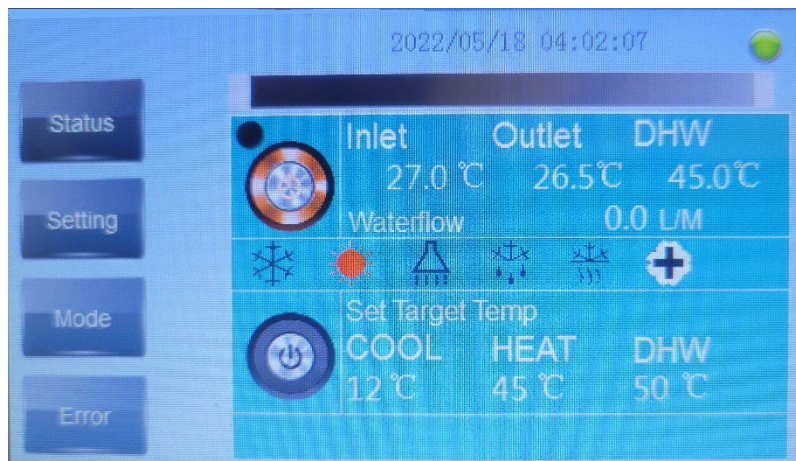 2022/05/18 04:02:07
Status
Setting
Mode
Error
Inlet Outlet DHW
27.0 ℃ 26.5℃ 45.0℃
Waterflow 0.0 L/M
Set Target Temp
COOL HEAT DHW
12 ℃ 45 ℃ 50 ℃